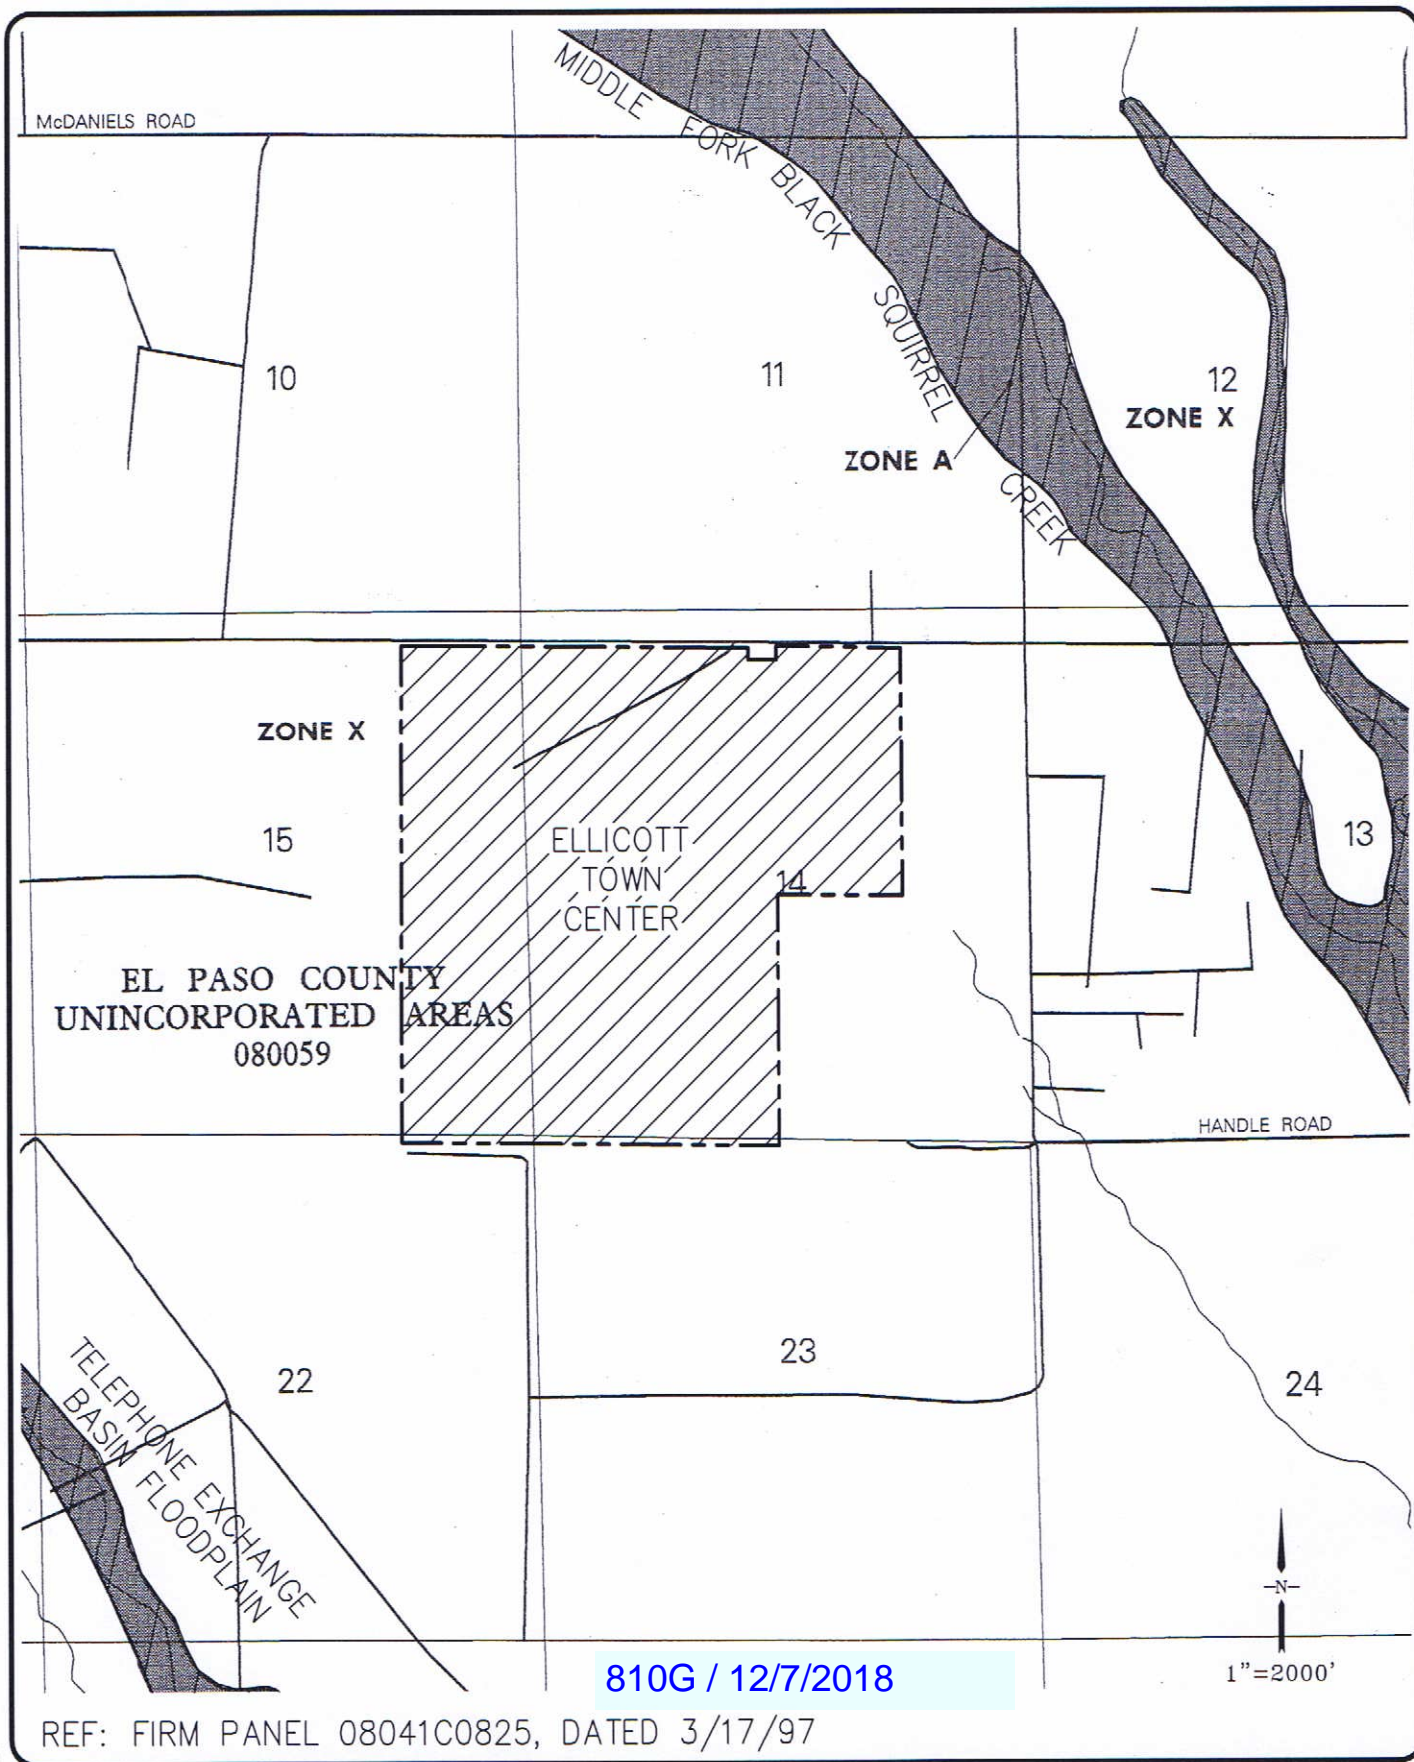 McDANIELS ROAD
MIDDLE FORK BLACK SQUIRREL CREEK
10
11
12
ZONE X
ZONE A
ZONE X
15
ELLICOTT
TOWN
CENTER
14
13
EL PASO COUNTY
UNINCORPORATED AREAS
080059
HANDLE ROAD
22
23
24
TELEPHONE EXCHANGE
BASIN FLOODPLAIN
-N-
1"=2000'
810G / 12/7/2018
REF: FIRM PANEL 08041C0825, DATED 3/17/97